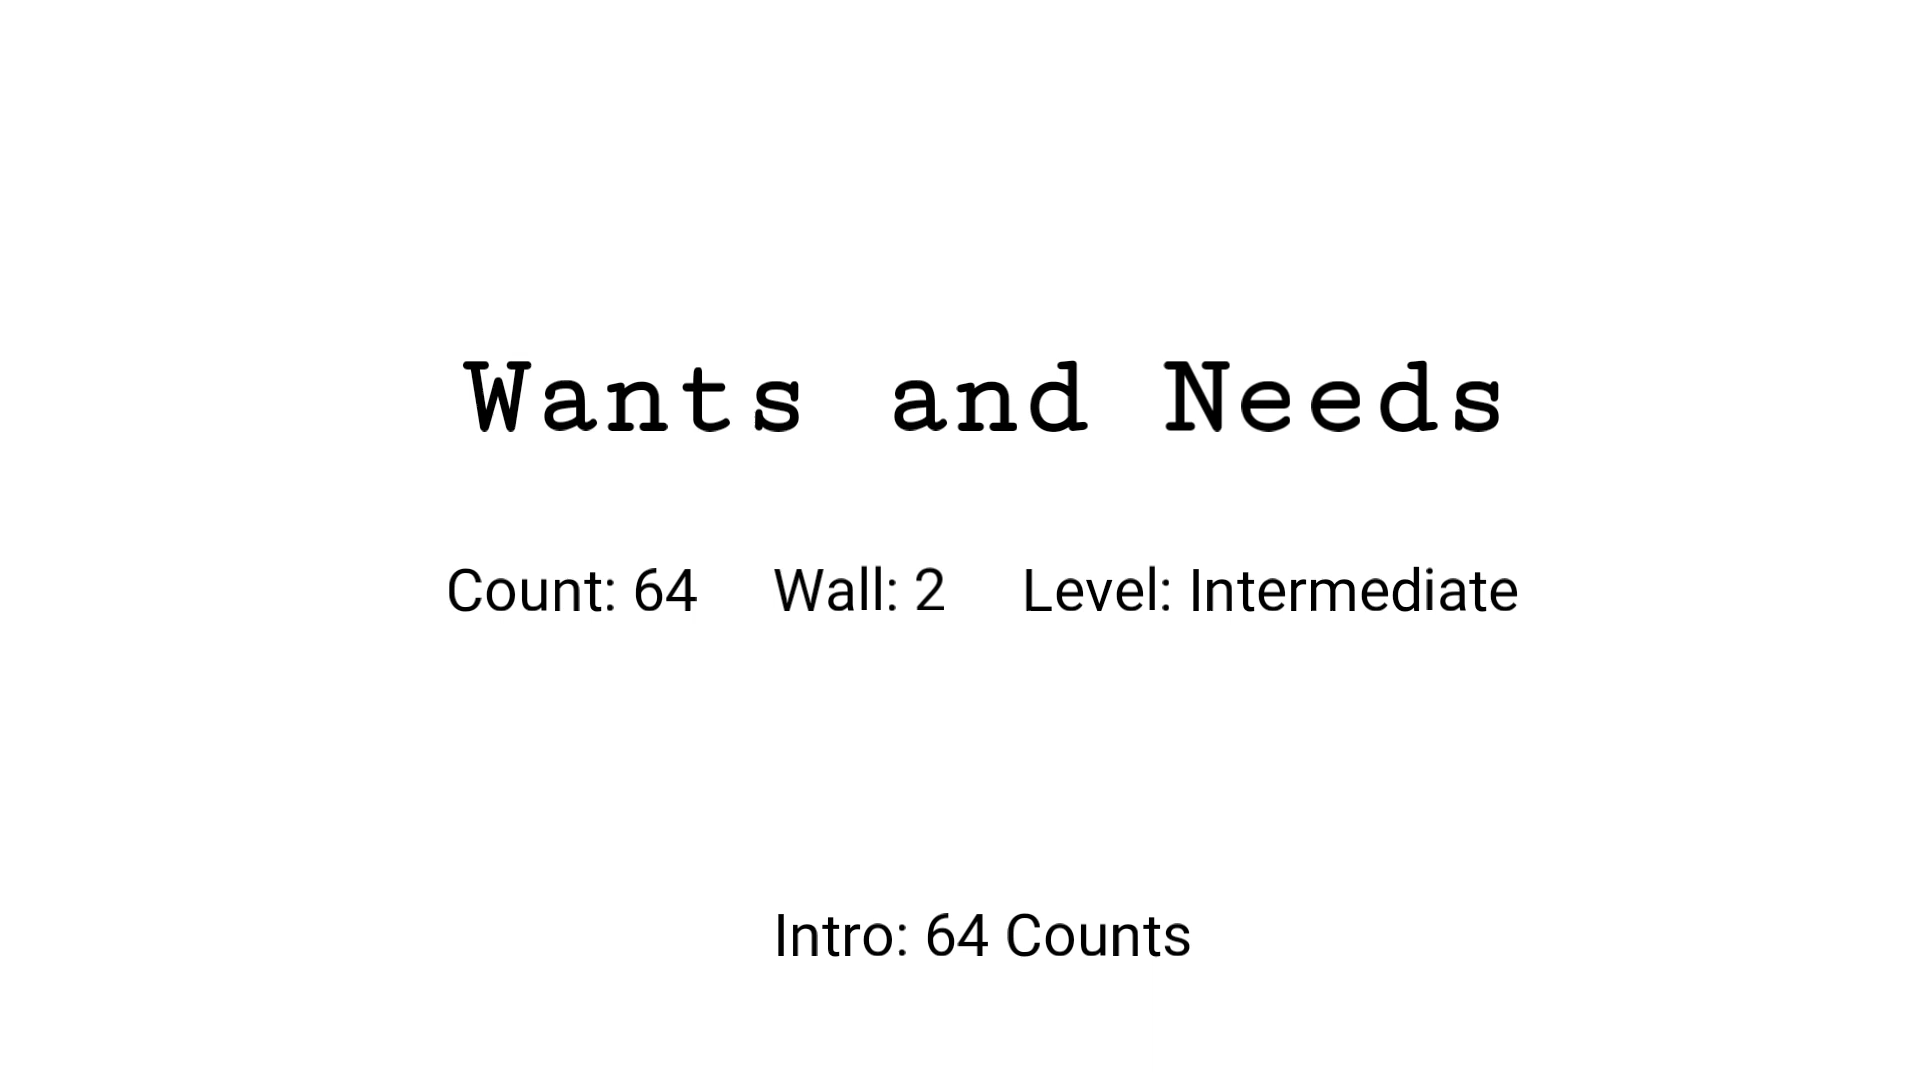 Wants and Needs
Count: 64 Wall: 2 Level: Intermediate
Intro: 64 Counts